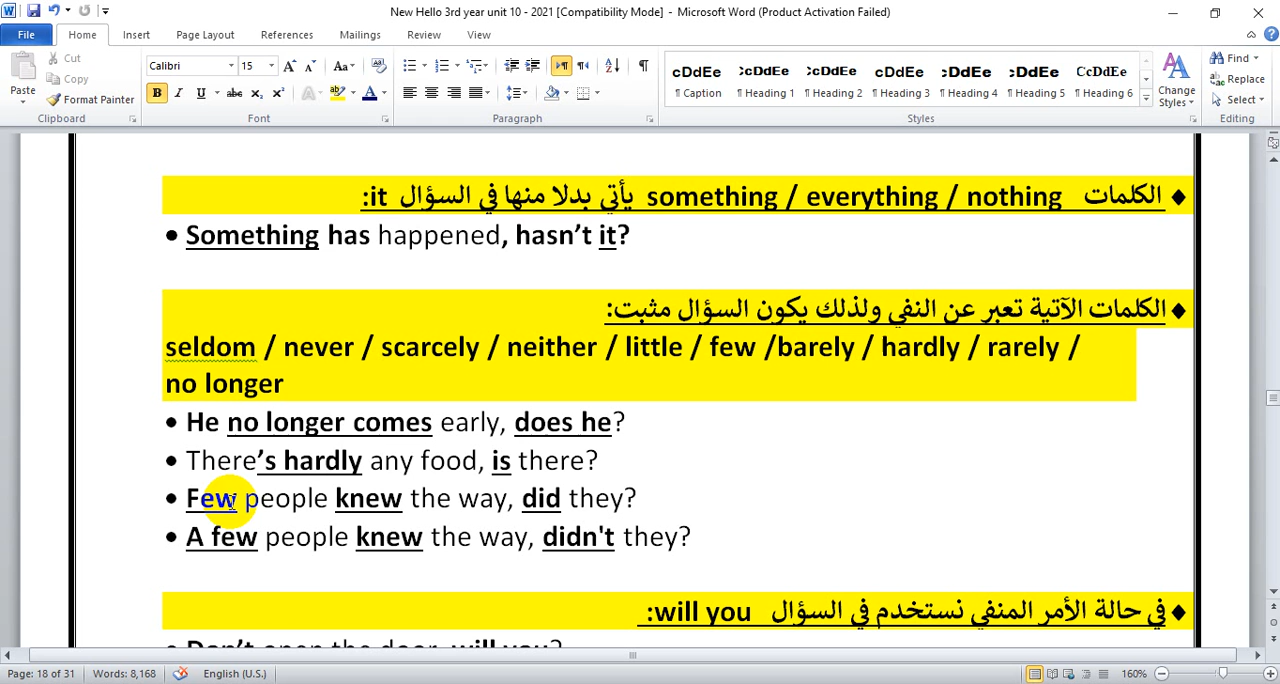 New Hello 3rd year unit 10 - 2021 [Compatibility Mode] - Microsoft Word (Product Activation Failed)
File Home Insert Page Layout References Mailings Review View
Cut
Copy
Format Painter
Paste
Calibri 15
Caption Heading 1 Heading 2 Heading 3 Heading 4 Heading 5 Heading 6
Change Styles
Find
Replace
Select
Clipboard Font Paragraph Styles Editing
♦ الكلمات something / everything / nothing يأتي بدلا منها في السؤال it:
• Something has happened, hasn't it?
♦ الكلمات الآتية تعبر عن النفي ولذلك يكون السؤال مثبت:
seldom / never / scarcely / neither / little / few /barely / hardly / rarely /
no longer
• He no longer comes early, does he?
• There's hardly any food, is there?
• Few people knew the way, did they?
• A few people knew the way, didn't they?
♦ في حالة الأمر المنفي نستخدم في السؤال will you:
• Don't open the door, will you?
Page: 18 of 31 Words: 8,168 English (U.S.) 160%